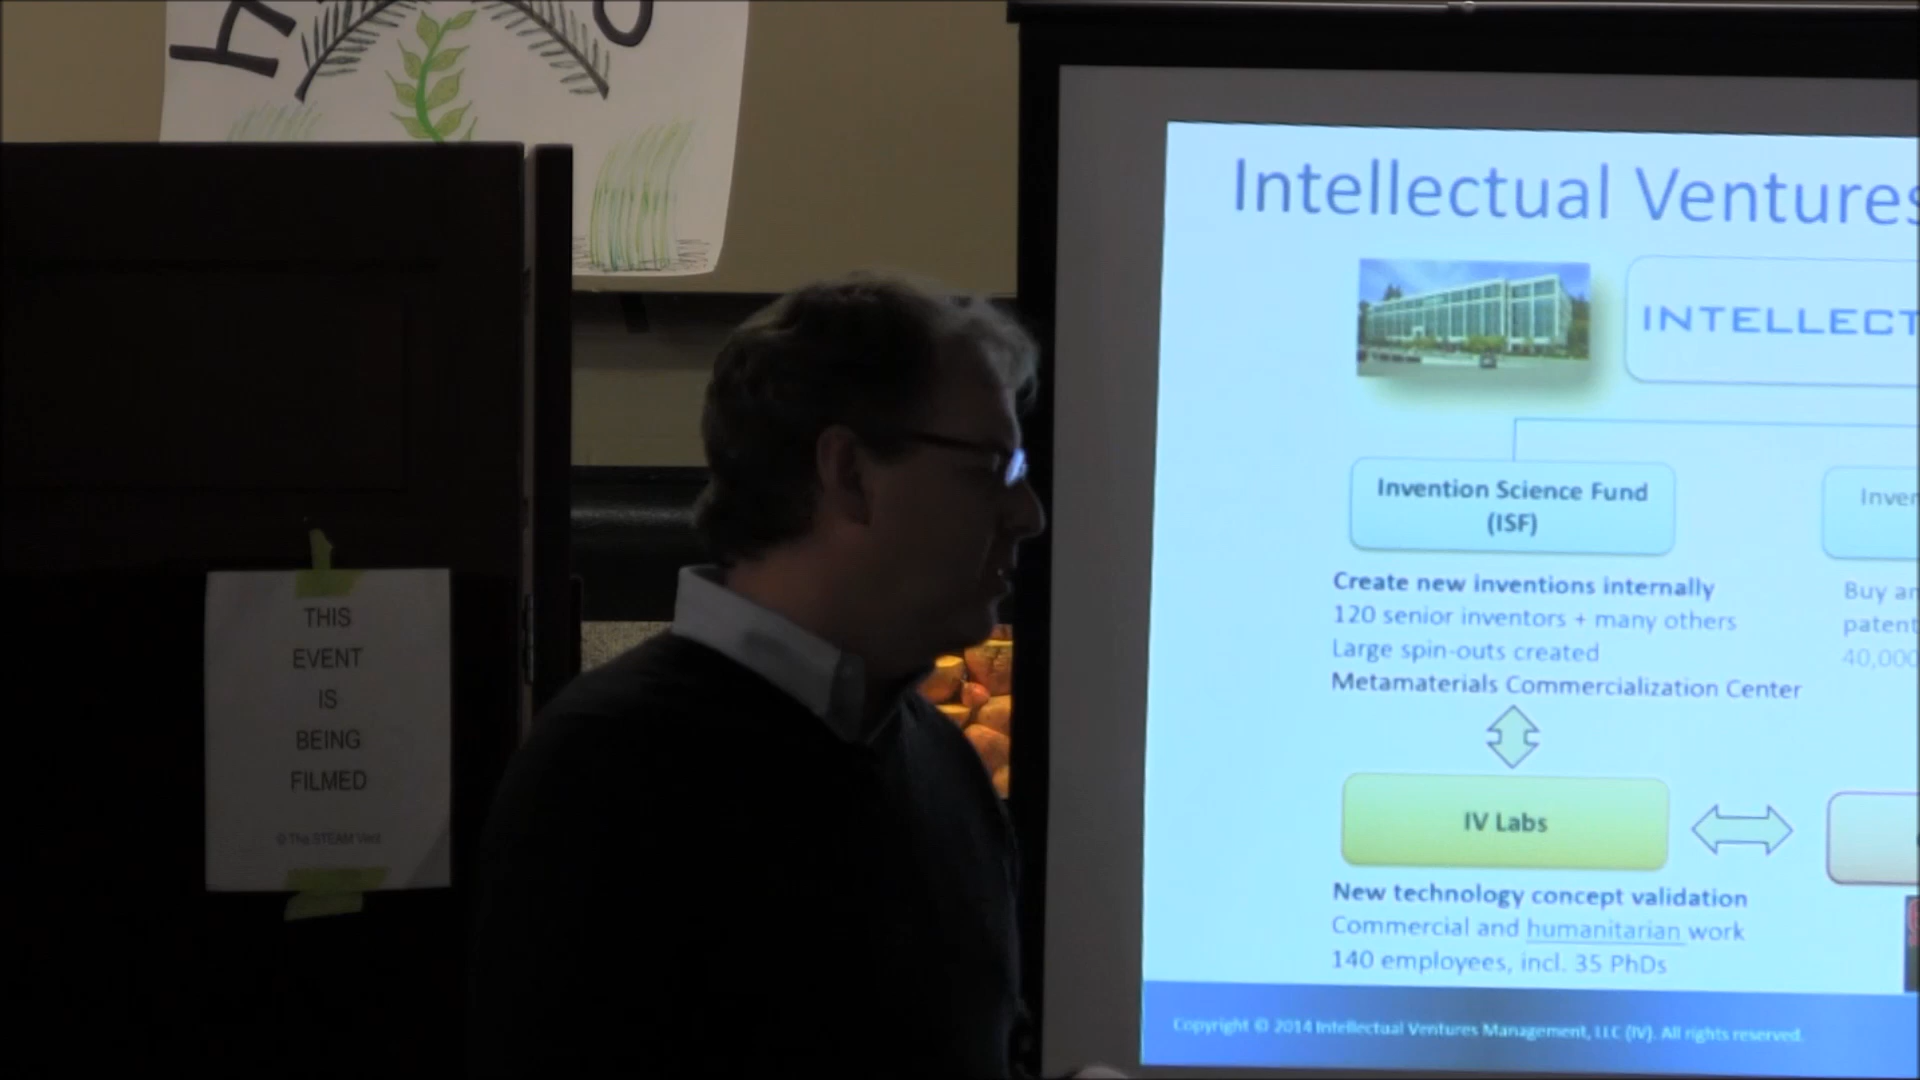 THIS
EVENT
IS
BEING
FILMED
© The STEAM
Intellectual Ventures
INTELLECT
Invention Science Fund
(ISF)
Create new inventions internally
120 senior inventors + many others
Large spin-outs created
Metamaterials Commercialization Center
Inven
Buy an
patent
40,000
IV Labs
New technology concept validation
Commercial and humanitarian work
140 employees, incl. 35 PhDs
Copyright © 2014 Intellectual Ventures Management, LLC (IV). All rights reserved.